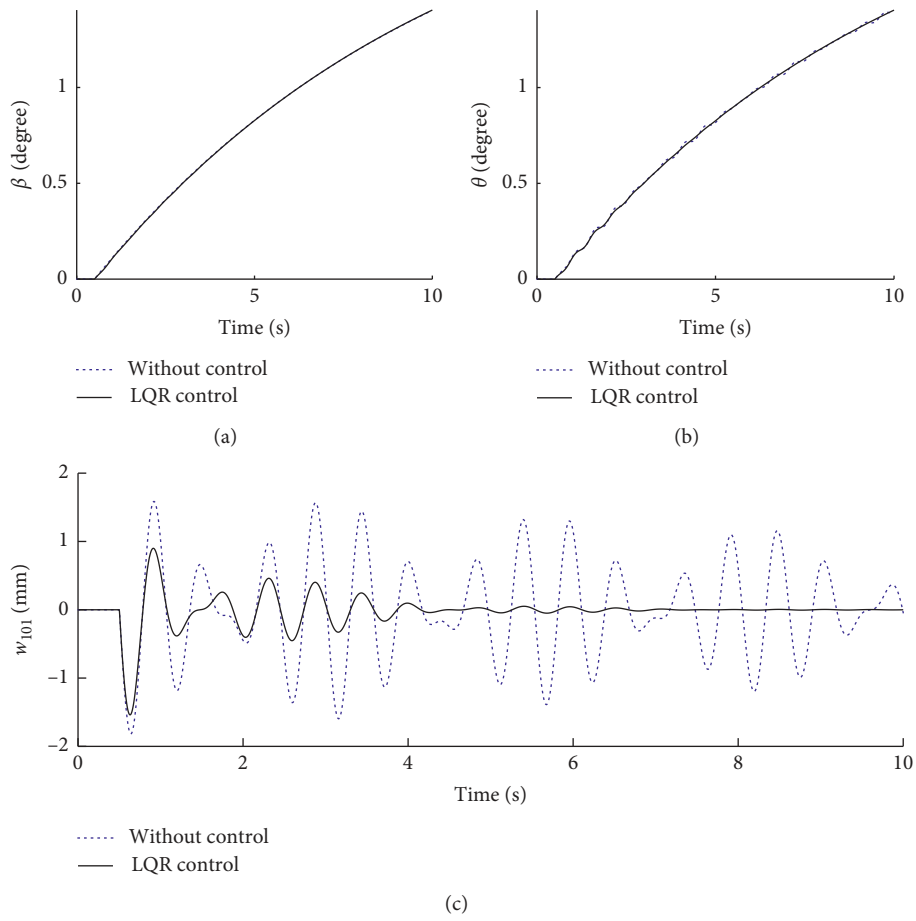 1
0.5
0
β (degree)
0
5
10
Time (s)
Without control
LQR control
(a)
1
0.5
0
θ (degree)
0
5
10
Time (s)
Without control
LQR control
(b)
2
1
0
–1
–2
w101 (mm)
0
2
4
6
8
10
Time (s)
Without control
LQR control
(c)